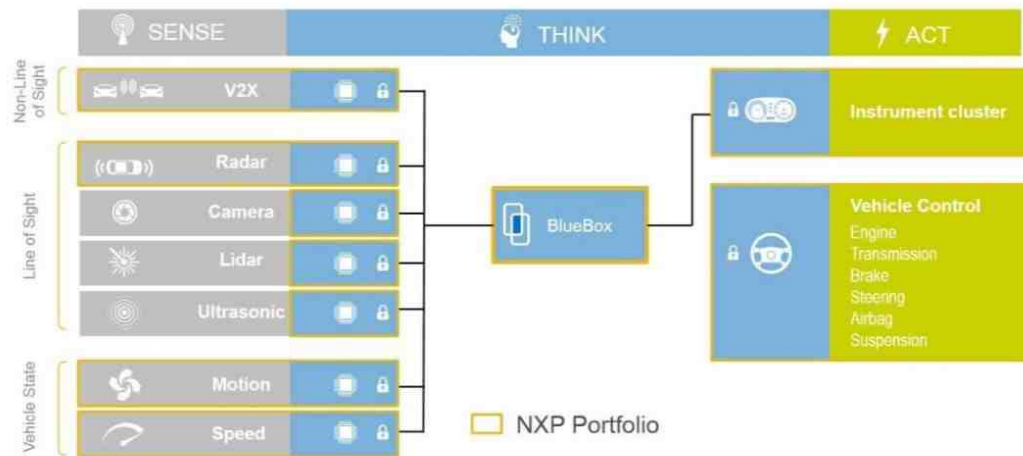 SENSE
THINK
ACT
Non-Line
of Sight
V2X
Instrument cluster
Line of Sight
Radar
Camera
Lidar
Ultrasonic
BlueBox
Vehicle Control
Engine
Transmission
Brake
Steering
Airbag
Suspension
Vehicle State
Motion
Speed
NXP Portfolio